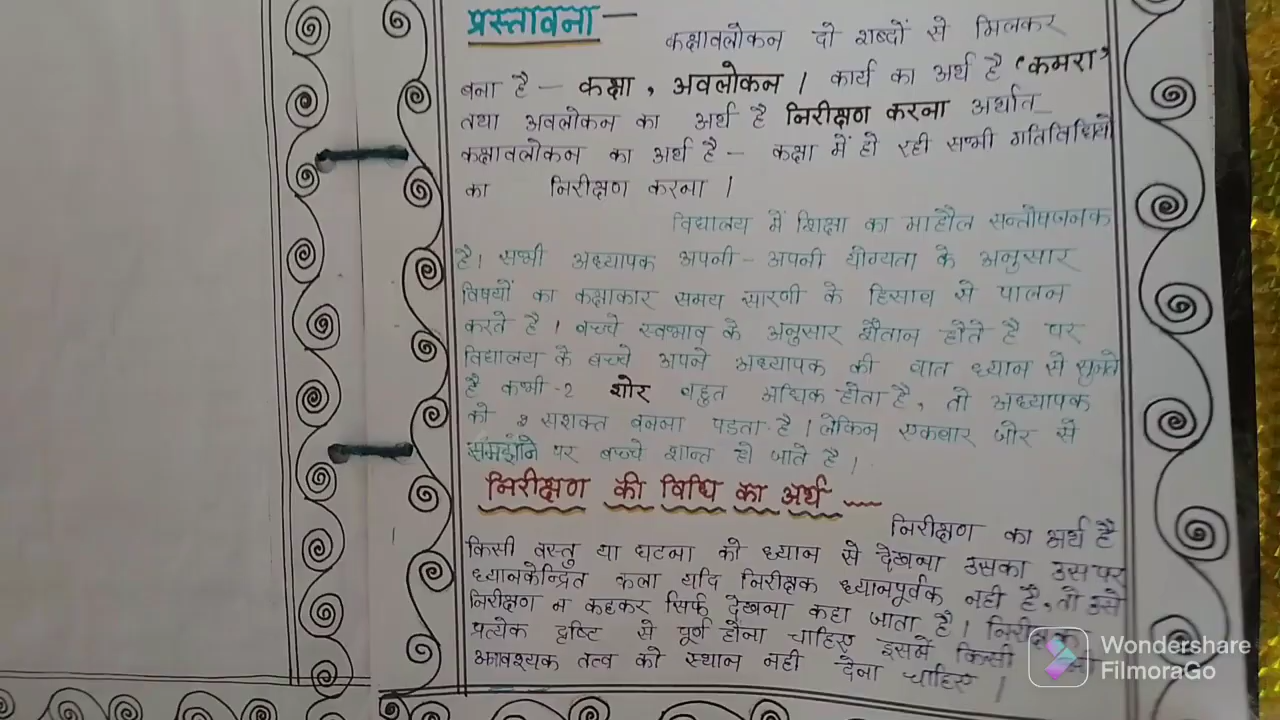 प्रस्तावना —
कक्षावलोकन दो शब्दों से मिलकर
बना है — कक्षा , अवलोकन / कार्य का अर्थ है "कमरा"
तथा अवलोकन का अर्थ है निरीक्षण करना अर्थात
कक्षावलोकन का अर्थ है — कक्षा में हो रही सभी गतिविधियों
का निरीक्षण करना ।
विद्यालय में शिक्षा का माहौल सन्तोषजनक
है। सभी अध्यापक अपनी - अपनी योग्यता के अनुसार
विषयों का कक्षाकार समय सारणी के हिसाब से पालन
करते है । बच्चे स्वभाव के अनुसार शैतान होते है पर
विद्यालय के बच्चे अपने अध्यापक की बात ध्यान से सुनते
है कभी-2 शोर बहुत अधिक होता है, तो अध्यापक
को सशक्त बनना पडता है । लेकिन एकबार जोर से
समझाने पर बच्चे शान्त हो जाते है ।
निरीक्षण की विधि का अर्थ ....
निरीक्षण का अर्थ है
किसी वस्तु या घटना को ध्यान से देखना उसका उसपर
ध्यानकेन्द्रित कला यदि निरीक्षक ध्यानपूर्वक नही है, तो उसे
निरीक्षण न कहकर सिर्फ देखना कहा जाता है। निरीक्षक
प्रत्येक दृष्टि से पूर्ण होना चाहिए इसमें किसी
अनावश्यक तत्व को स्थान नही देना चाहिए ।
Wondershare
FilmoraGo